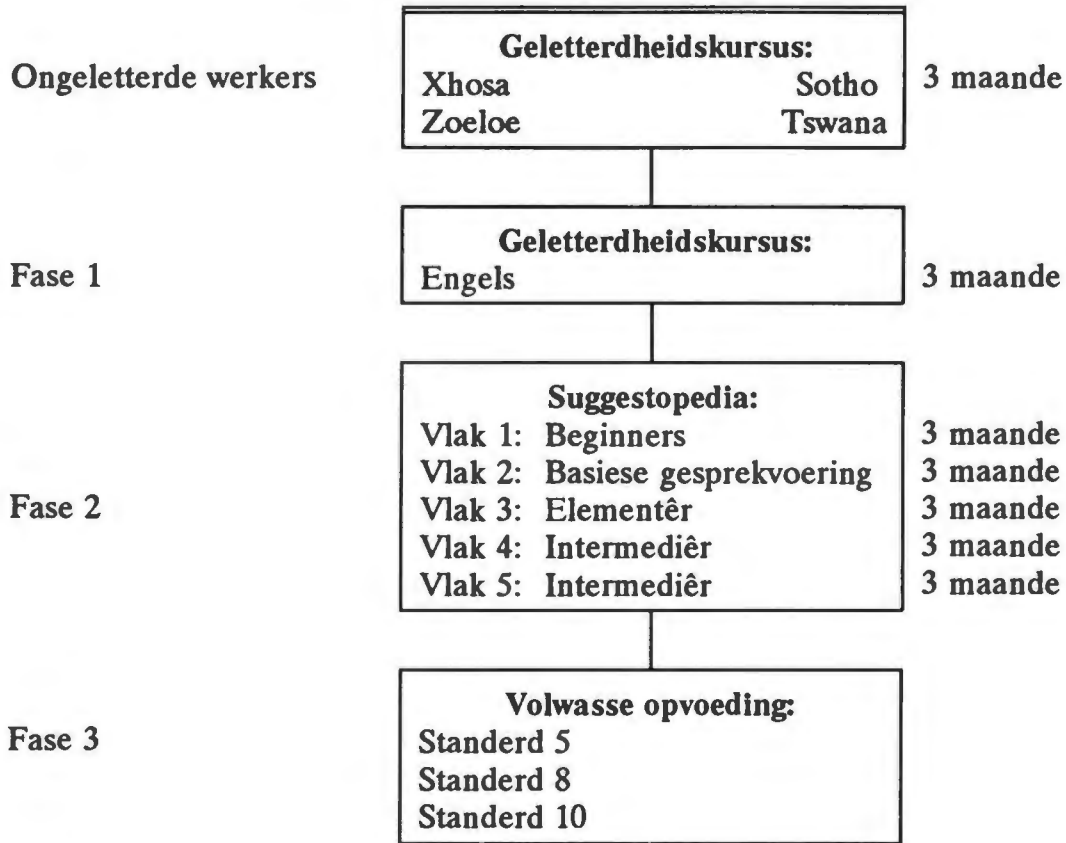 Geletterdheidskursus:
Ongeletterde werkers Xhosa Sotho 3 maande
Zoeloe Tswana
Geletterdheidskursus:
Fase 1 Engels 3 maande
Suggestopedia:
Vlak 1: Beginners 3 maande
Vlak 2: Basiese gesprekvoering 3 maande
Fase 2 Vlak 3: Elementêr 3 maande
Vlak 4: Intermediêr 3 maande
Vlak 5: Intermediêr 3 maande
Volwasse opvoeding:
Fase 3 Standerd 5
Standerd 8
Standerd 10